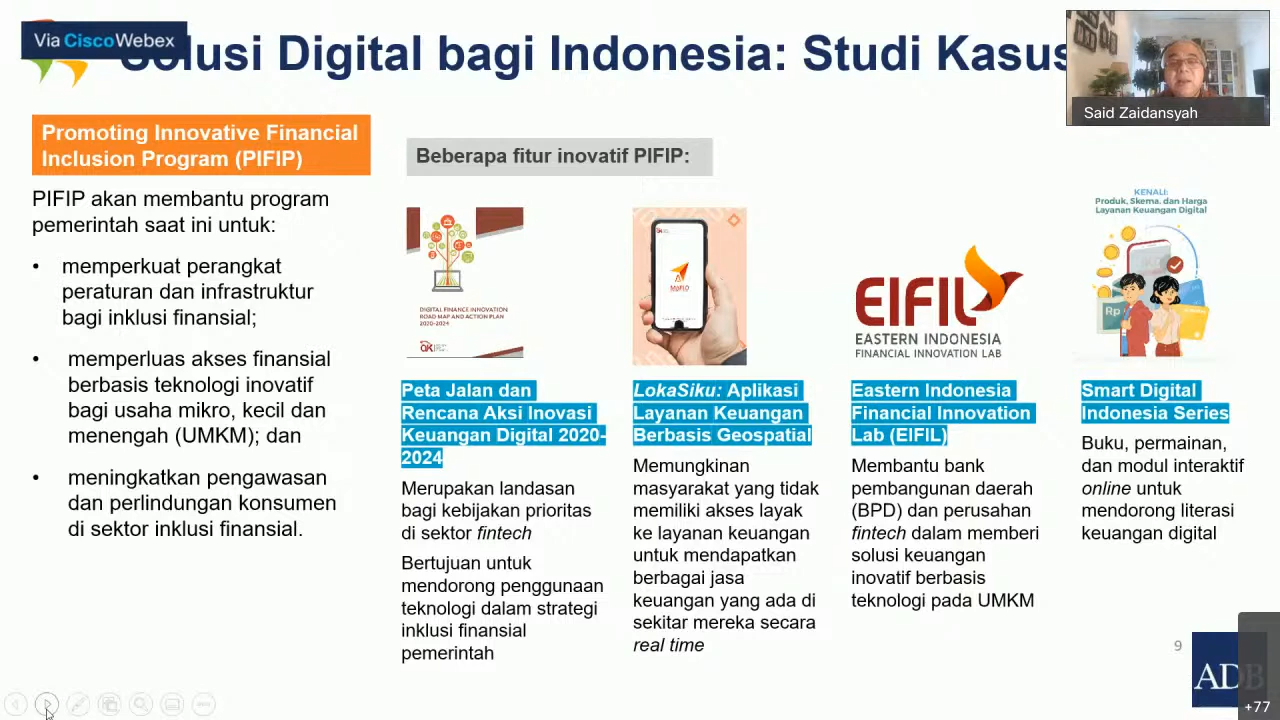 Via Cisco Webex
Solusi Digital bagi Indonesia: Studi Kasus
Said Zaidansyah
Promoting Innovative Financial
Inclusion Program (PIFIP)
PIFIP akan membantu program
pemerintah saat ini untuk:
• memperkuat perangkat
peraturan dan infrastruktur
bagi inklusi finansial;
• memperluas akses finansial
berbasis teknologi inovatif
bagi usaha mikro, kecil dan
menengah (UMKM); dan
• meningkatkan pengawasan
dan perlindungan konsumen
di sektor inklusi finansial.
Beberapa fitur inovatif PIFIP:
DIGITAL FINANCE INNOVATION
ROAD MAP AND ACTION PLAN
2020-2024
Peta Jalan dan
Rencana Aksi Inovasi
Keuangan Digital 2020-
2024
Merupakan landasan
bagi kebijakan prioritas
di sektor fintech
Bertujuan untuk
mendorong penggunaan
teknologi dalam strategi
inklusi finansial
pemerintah
LokaSiku: Aplikasi
Layanan Keuangan
Berbasis Geospatial
Memungkinan
masyarakat yang tidak
memiliki akses layak
ke layanan keuangan
untuk mendapatkan
berbagai jasa
keuangan yang ada di
sekitar mereka secara
real time
EIFIL
EASTERN INDONESIA
FINANCIAL INNOVATION LAB
Eastern Indonesia
Financial Innovation
Lab (EIFIL)
Membantu bank
pembangunan daerah
(BPD) dan perusahan
fintech dalam memberi
solusi keuangan
inovatif berbasis
teknologi pada UMKM
KENALI:
Produk, Skema, dan Harga
Layanan Keuangan Digital
Rp
Smart Digital
Indonesia Series
Buku, permainan,
dan modul interaktif
online untuk
mendorong literasi
keuangan digital
9
ADB
+77